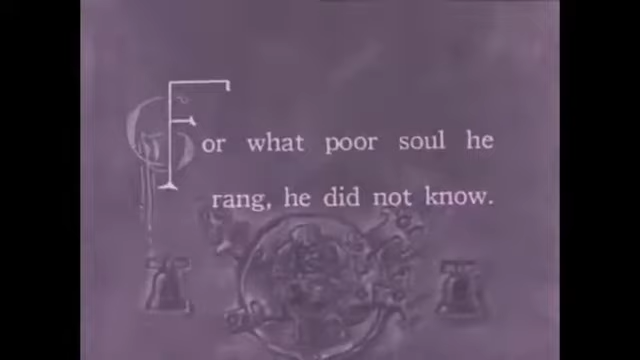 For what poor soul he
rang, he did not know.